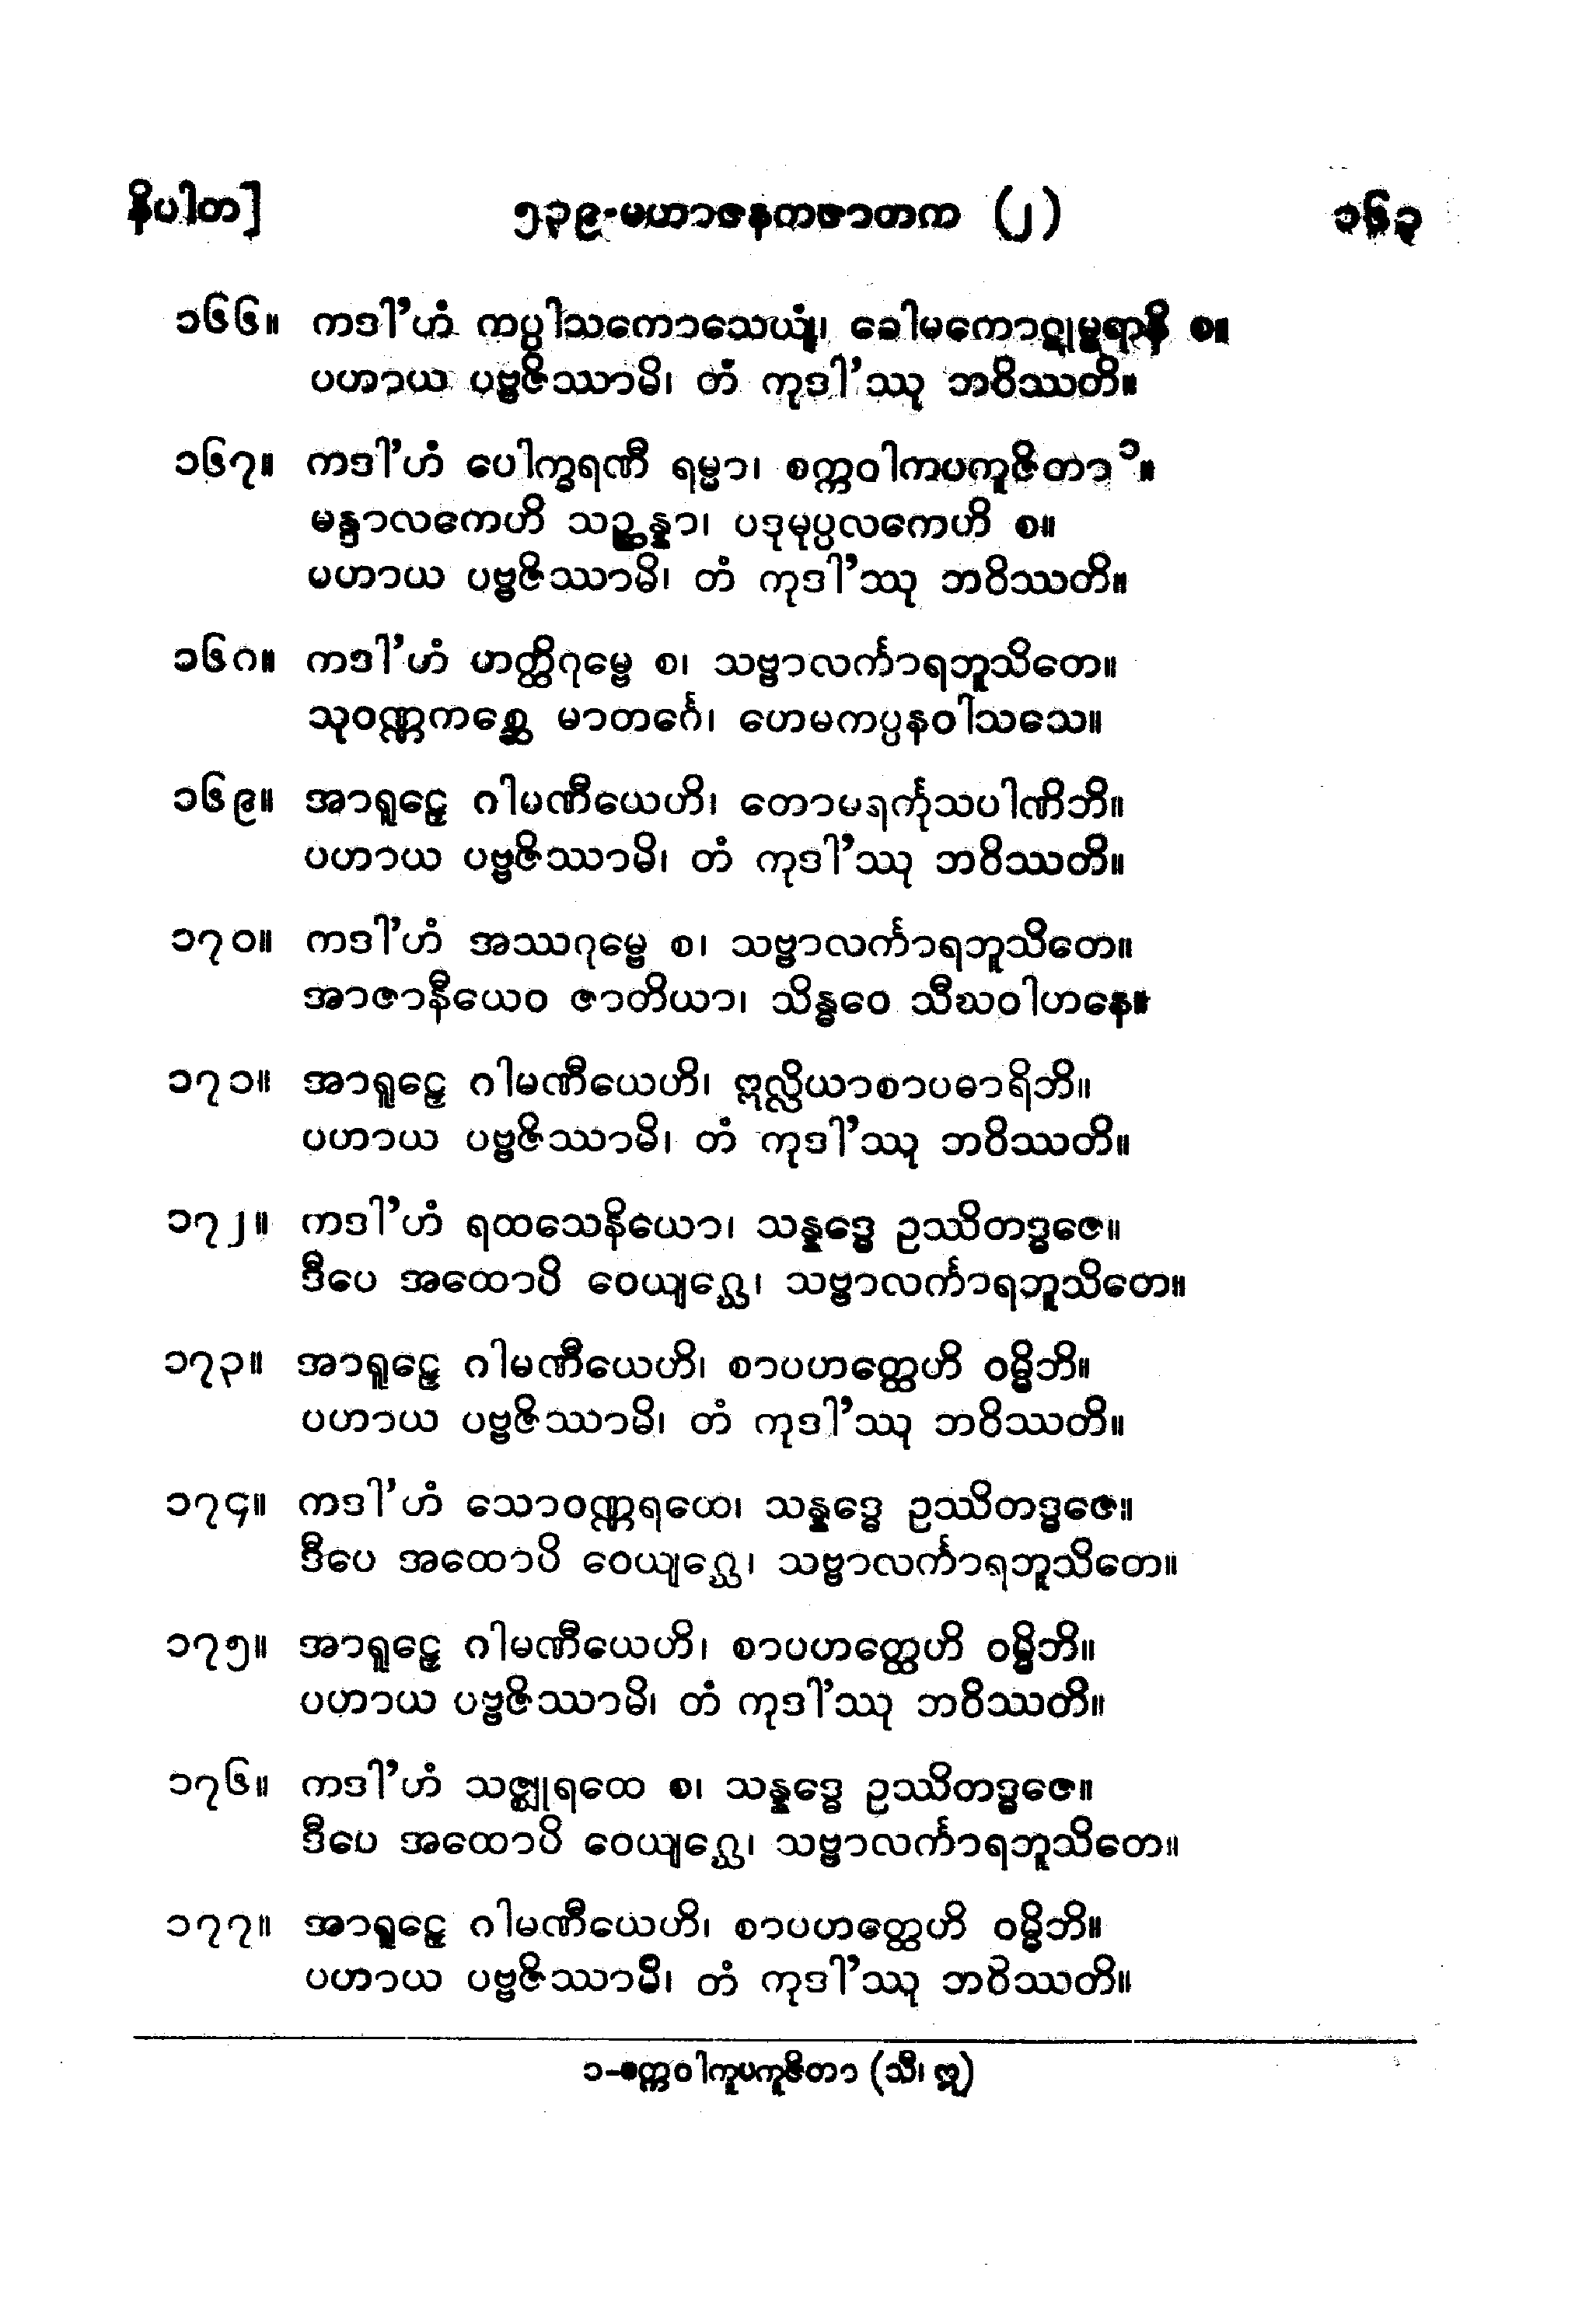 နိပါတ] ၅၃၉-မဟာဇနကဇာတက (၂) ၁၆၃
၁၆၆။ ကဒါ'ဟံ ကပ္ပါသကောသေယျံ၊ ခေါမကောဋုမ္ဗရာနိ စ။
ပဟာယ ပဗ္ဗဇိဿာမိ၊ တံ ကုဒါ'ဿု ဘဝိဿတိ။
၁၆၇။ ကဒါ'ဟံ ပေါက္ခရဏီ ရမ္မာ၊ စက္ကဝါကပကူဇိတာ ၁။
မန္ဒာလကေဟိ သဉ္ဆန္နာ၊ ပဒုမုပ္ပလကေဟိ စ။
မဟာယ ပဗ္ဗဇိဿာမိ၊ တံ ကုဒါ'ဿု ဘဝိဿတိ။
၁၆၈။ ကဒါ'ဟံ ဟတ္ထိဂုမ္ဗေ စ၊ သဗ္ဗာလင်္ကာရဘူသိတေ။
သုဝဏ္ဏကစ္ဆေ မာတင်္ဂေ၊ ဟေမကပ္ပနဝါသသေ။
၁၆၉။ အာရူဠှေ ဂါမဏီယေဟိ၊ တောမရင်္ကုသပါဏိဘိ။
ပဟာယ ပဗ္ဗဇိဿာမိ၊ တံ ကုဒါ'ဿု ဘဝိဿတိ။
၁၇၀။ ကဒါ'ဟံ အဿဂုမ္ဗေ စ၊ သဗ္ဗာလင်္ကာရဘူသိတေ။
အာဇာနီယေဝ ဇာတိယာ၊ သိန္ဓဝေ သီဃဝါဟနေ။
၁၇၁။ အာရူဠှေ ဂါမဏီယေဟိ၊ ဣလ္လိယာစာပဓာရိဘိ။
ပဟာယ ပဗ္ဗဇိဿာမိ၊ တံ ကုဒါ'ဿု ဘဝိဿတိ။
၁၇၂။ ကဒါ'ဟံ ရထသေနိယော၊ သန္နဒ္ဓေ ဥဿိတဒ္ဓဇေ။
ဒီပေ အထောပိ ဝေယျဂ္ဃေ၊ သဗ္ဗာလင်္ကာရဘူသိတေ။
၁၇၃။ အာရူဠှေ ဂါမဏီယေဟိ၊ စာပဟတ္ထေဟိ ဝမ္မိဘိ။
ပဟာယ ပဗ္ဗဇိဿာမိ၊ တံ ကုဒါ'ဿု ဘဝိဿတိ။
၁၇၄။ ကဒါ'ဟံ သောဝဏ္ဏရထေ၊ သန္နဒ္ဓေ ဥဿိတဒ္ဓဇေ။
ဒီပေ အထောပိ ဝေယျဂ္ဃေ၊ သဗ္ဗာလင်္ကာရဘူသိတေ။
၁၇၅။ အာရူဠှေ ဂါမဏီယေဟိ၊ စာပဟတ္ထေဟိ ဝမ္မိဘိ။
ပဟာယ ပဗ္ဗဇိဿာမိ၊ တံ ကုဒါ'ဿု ဘဝိဿတိ။
၁၇၆။ ကဒါ'ဟံ သဇ္ဈုရထေ စ၊ သန္နဒ္ဓေ ဥဿိတဒ္ဓဇေ။
ဒီပေ အထောပိ ဝေယျဂ္ဃေ၊ သဗ္ဗာလင်္ကာရဘူသိတေ။
၁၇၇။ အာရူဠှေ ဂါမဏီယေဟိ၊ စာပဟတ္ထေဟိ ဝမ္မိဘိ။
ပဟာယ ပဗ္ဗဇိဿာမိ၊ တံ ကုဒါ'ဿု ဘဝိဿတိ။
၁-စက္ကဝါကူပကူဇိတာ (သီ၊ ဣ)